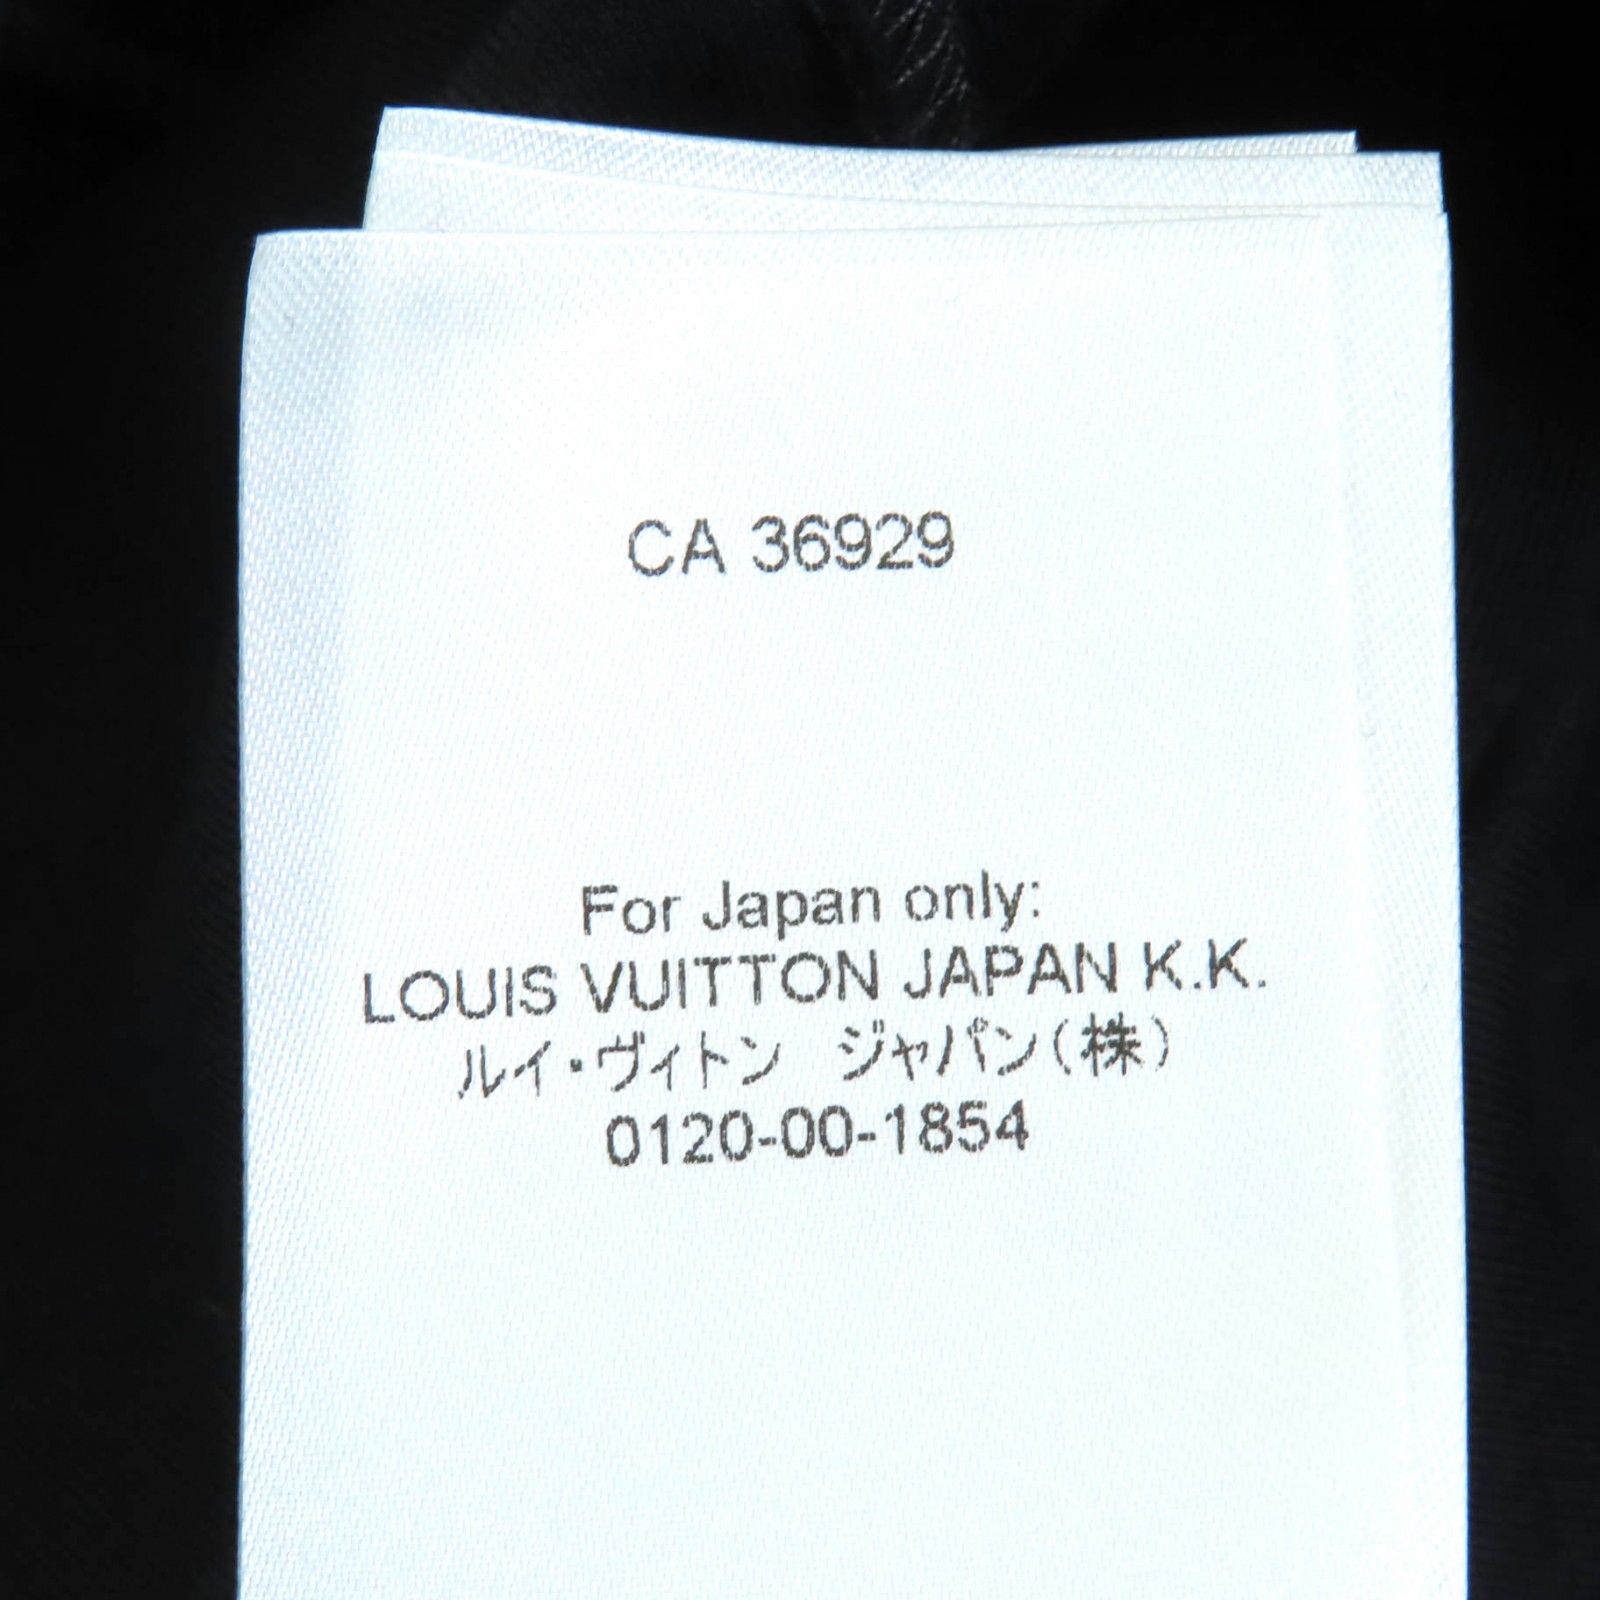 CA 36929
For Japan only:
LOUIS VUITTON JAPAN K.K.
ルイ・ヴィトン　ジャパン(株)
0120-00-1854